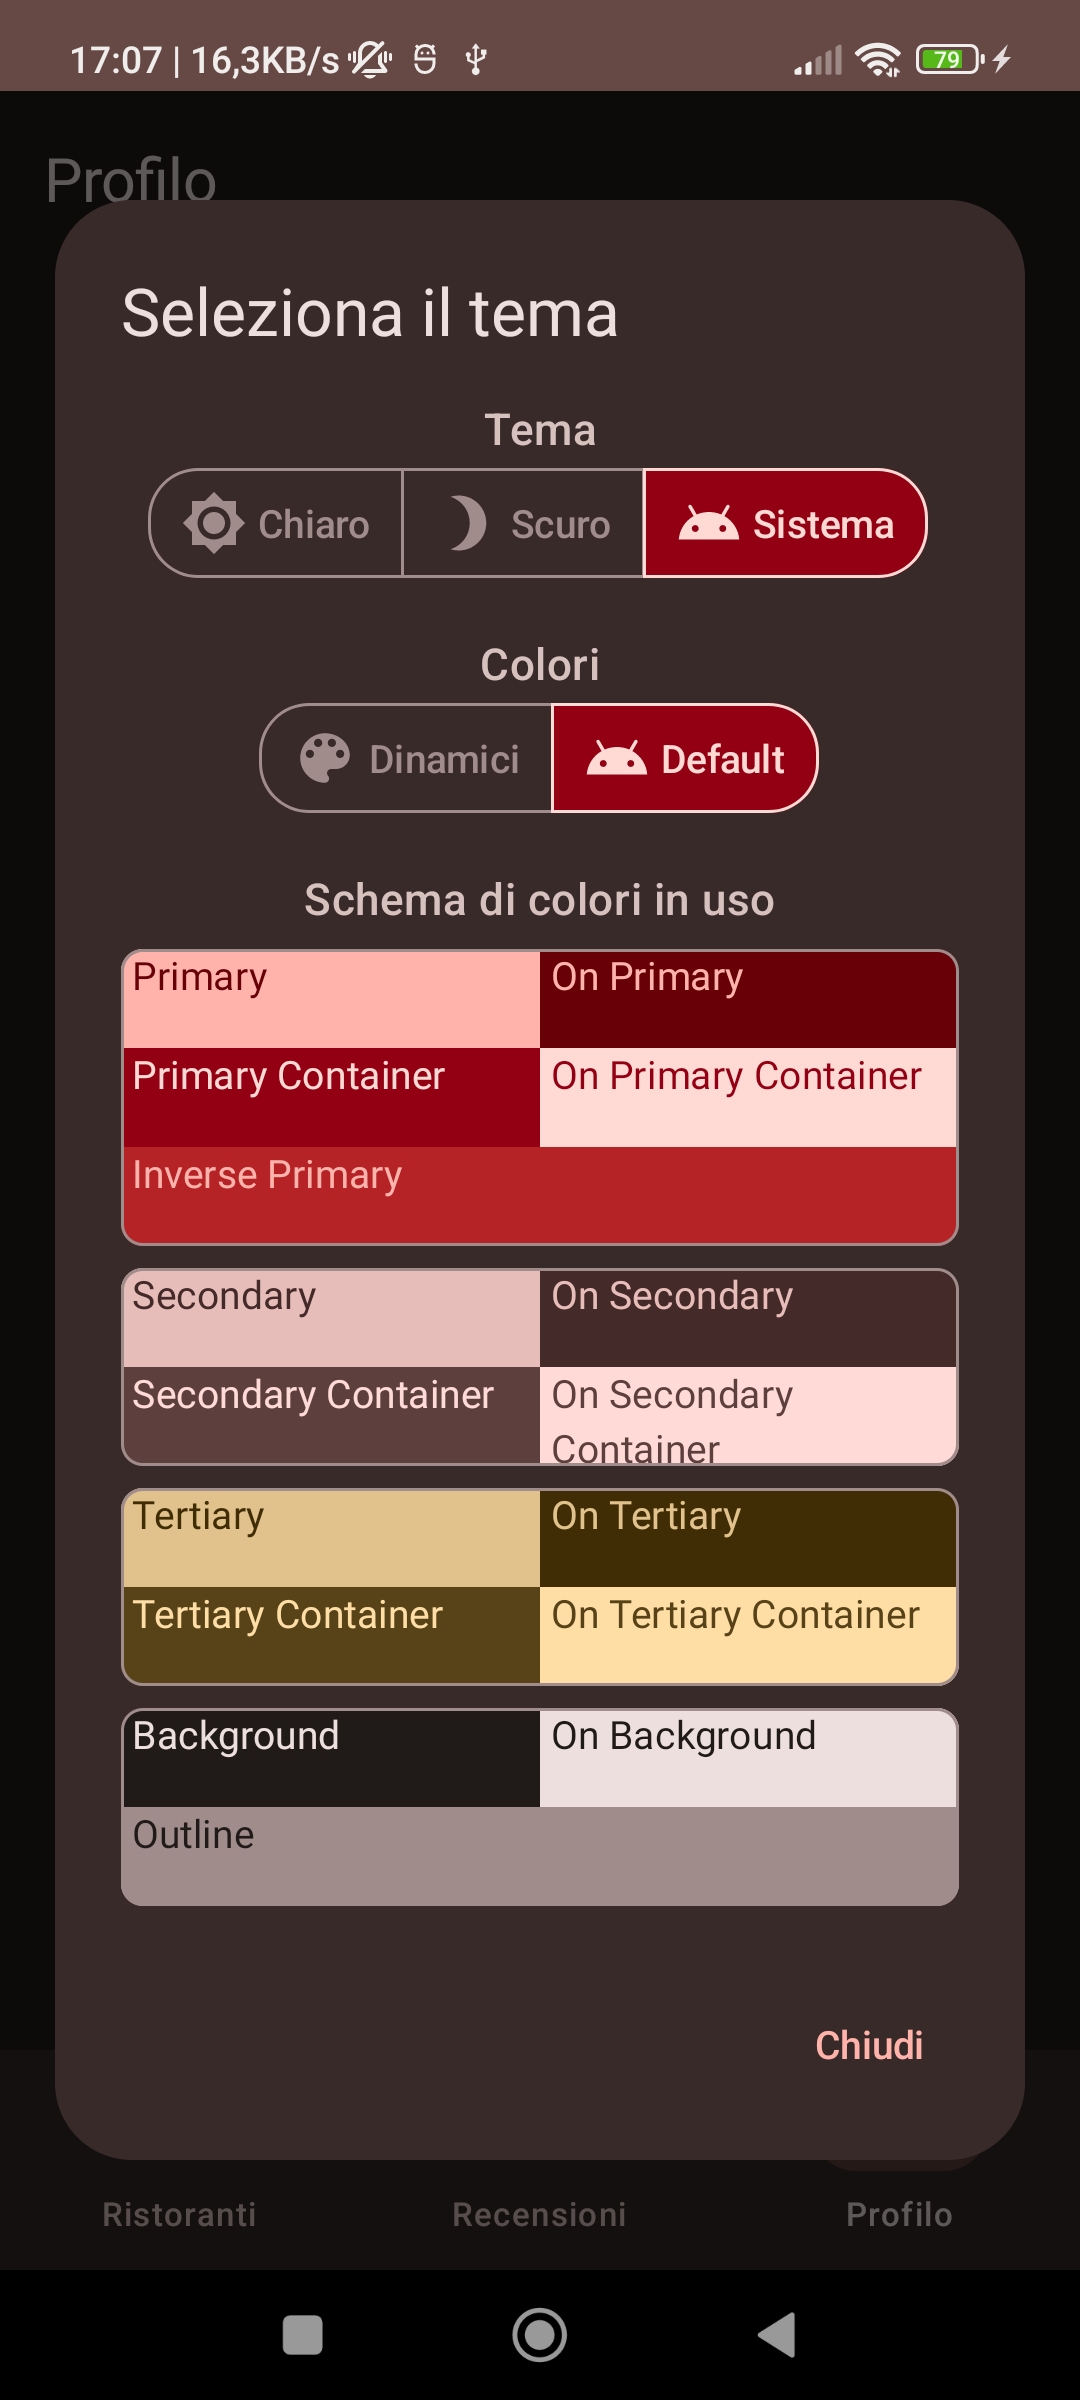 17:07 | 16,3KB/s
79
Profilo
Seleziona il tema
Tema
Chiaro
Scuro
Sistema
Colori
Dinamici
Default
Schema di colori in uso
Primary
On Primary
Primary Container
On Primary Container
Inverse Primary
Secondary
On Secondary
Secondary Container
On Secondary
Container
Tertiary
On Tertiary
Tertiary Container
On Tertiary Container
Background
On Background
Outline
Chiudi
Ristoranti
Recensioni
Profilo